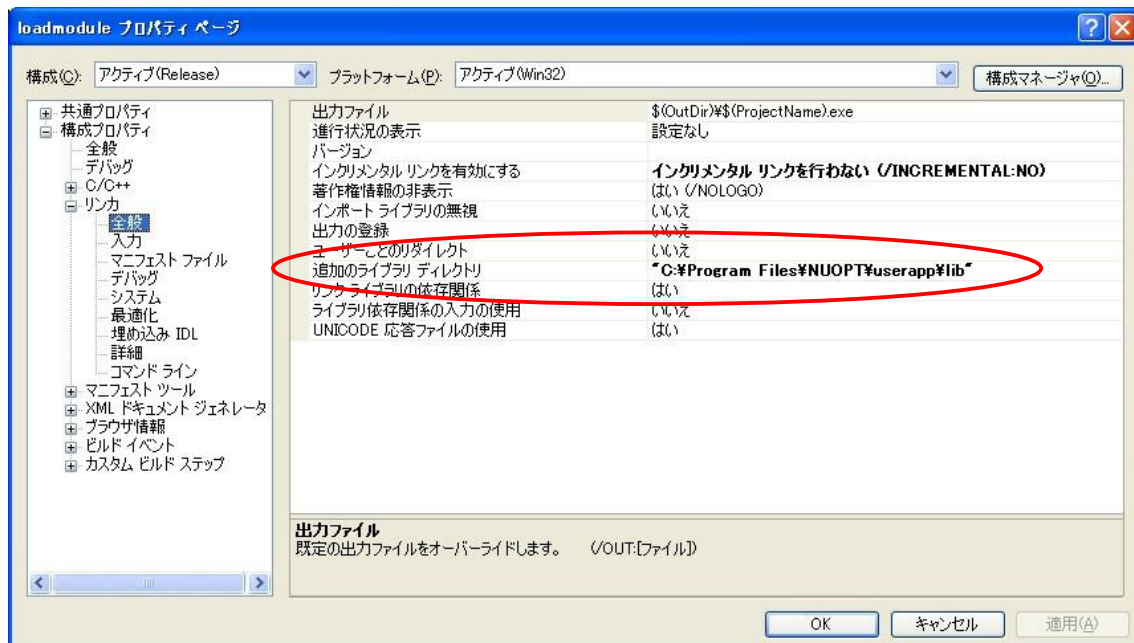 loadmodule プロパティ ページ
構成(C): アクティブ(Release) プラットフォーム(P): アクティブ(Win32) 構成マネージャ(O)...
共通プロパティ
構成プロパティ
全般
デバッグ
C/C++
リンカ
全般
入力
マニフェスト ファイル
デバッグ
システム
最適化
埋め込み IDL
詳細
コマンド ライン
マニフェスト ツール
XML ドキュメント ジェネレータ
ブラウザ情報
ビルド イベント
カスタム ビルド ステップ
出力ファイル $(OutDir)¥$(ProjectName).exe
進行状況の表示 設定なし
バージョン
インクリメンタル リンクを有効にする インクリメンタル リンクを行わない (/INCREMENTAL:NO)
著作権情報の非表示 はい (/NOLOGO)
インポート ライブラリの無視 いいえ
出力の登録 いいえ
ユーザーごとのリダイレクト いいえ
追加のライブラリ ディレクトリ "C:¥Program Files¥NUOPT¥userapp¥lib"
リンク ライブラリの依存関係 はい
ライブラリ依存関係の入力の使用 いいえ
UNICODE 応答ファイルの使用 はい
出力ファイル
既定の出力ファイルをオーバーライドします。 (/OUT:[ファイル])
OK キャンセル 適用(A)